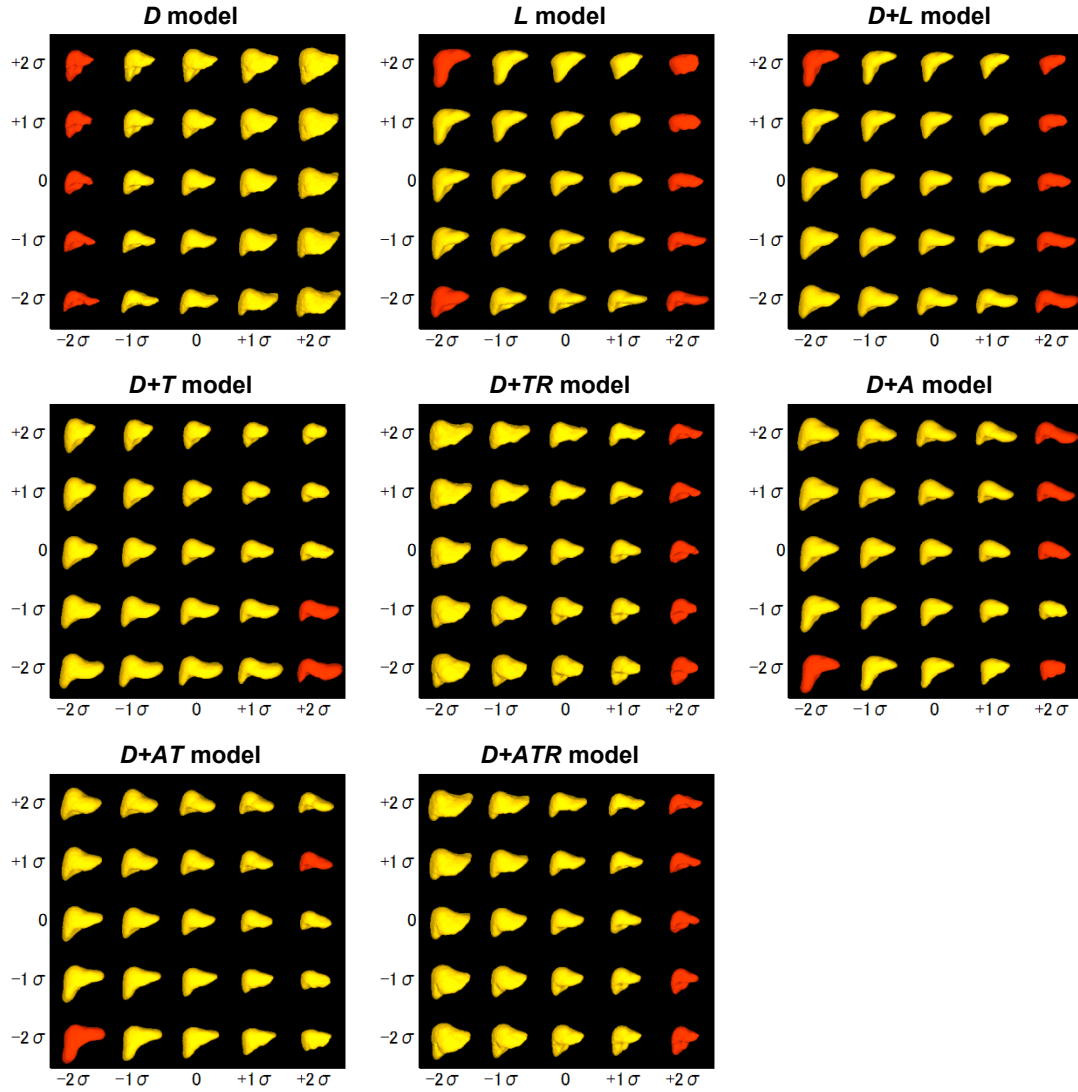 D model
L model
D+L model
+2 σ
+1 σ
0
−1 σ
−2 σ
−2 σ −1 σ 0 +1 σ +2 σ
+2 σ
+1 σ
0
−1 σ
−2 σ
−2 σ −1 σ 0 +1 σ +2 σ
+2 σ
+1 σ
0
−1 σ
−2 σ
−2 σ −1 σ 0 +1 σ +2 σ
D+T model
D+TR model
D+A model
+2 σ
+1 σ
0
−1 σ
−2 σ
−2 σ −1 σ 0 +1 σ +2 σ
+2 σ
+1 σ
0
−1 σ
−2 σ
−2 σ −1 σ 0 +1 σ +2 σ
+2 σ
+1 σ
0
−1 σ
−2 σ
−2 σ −1 σ 0 +1 σ +2 σ
D+AT model
D+ATR model
+2 σ
+1 σ
0
−1 σ
−2 σ
−2 σ −1 σ 0 +1 σ +2 σ
+2 σ
+1 σ
0
−1 σ
−2 σ
−2 σ −1 σ 0 +1 σ +2 σ